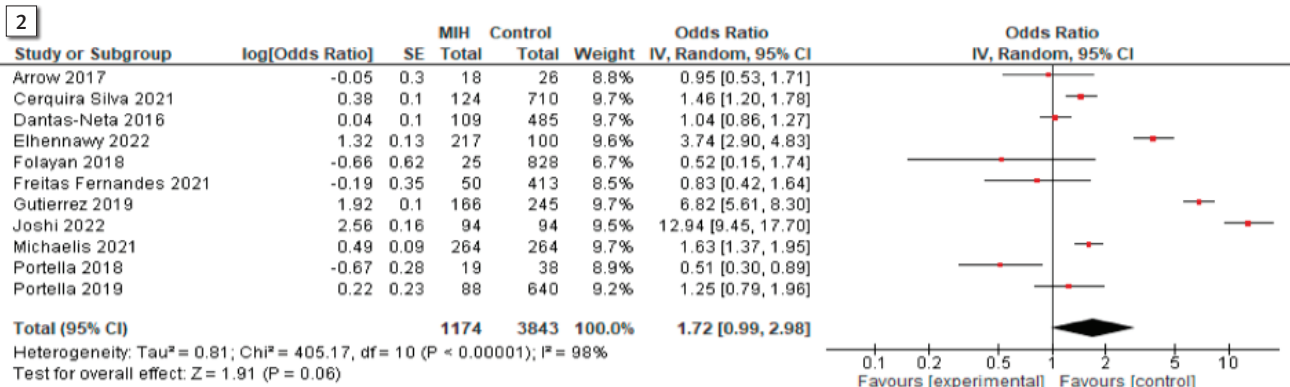 2
MIH Control Odds Ratio Odds Ratio
Study or Subgroup log[Odds Ratio] SE Total Total Weight IV, Random, 95% CI IV, Random, 95% CI
Arrow 2017 -0.05 0.3 18 26 8.8% 0.95 [0.53, 1.71]
Cerquira Silva 2021 0.38 0.1 124 710 9.7% 1.46 [1.20, 1.78]
Dantas-Neta 2016 0.04 0.1 109 485 9.7% 1.04 [0.86, 1.27]
Elhennawy 2022 1.32 0.13 217 100 9.6% 3.74 [2.90, 4.83]
Folayan 2018 -0.66 0.62 25 828 6.7% 0.52 [0.15, 1.74]
Freitas Fernandes 2021 -0.19 0.35 50 413 8.5% 0.83 [0.42, 1.64]
Gutierrez 2019 1.92 0.1 166 245 9.7% 6.82 [5.61, 8.30]
Joshi 2022 2.56 0.16 94 94 9.5% 12.94 [9.45, 17.70]
Michaelis 2021 0.49 0.09 264 264 9.7% 1.63 [1.37, 1.95]
Portella 2018 -0.67 0.28 19 38 8.9% 0.51 [0.30, 0.89]
Portella 2019 0.22 0.23 88 640 9.2% 1.25 [0.79, 1.96]
Total (95% CI) 1174 3843 100.0% 1.72 [0.99, 2.98]
Heterogeneity: Tau² = 0.81; Chi² = 405.17, df = 10 (P < 0.00001); I² = 98%
Test for overall effect: Z = 1.91 (P = 0.06)
0.1 0.2 0.5 1 2 5 10
Favours [experimental] Favours [control]